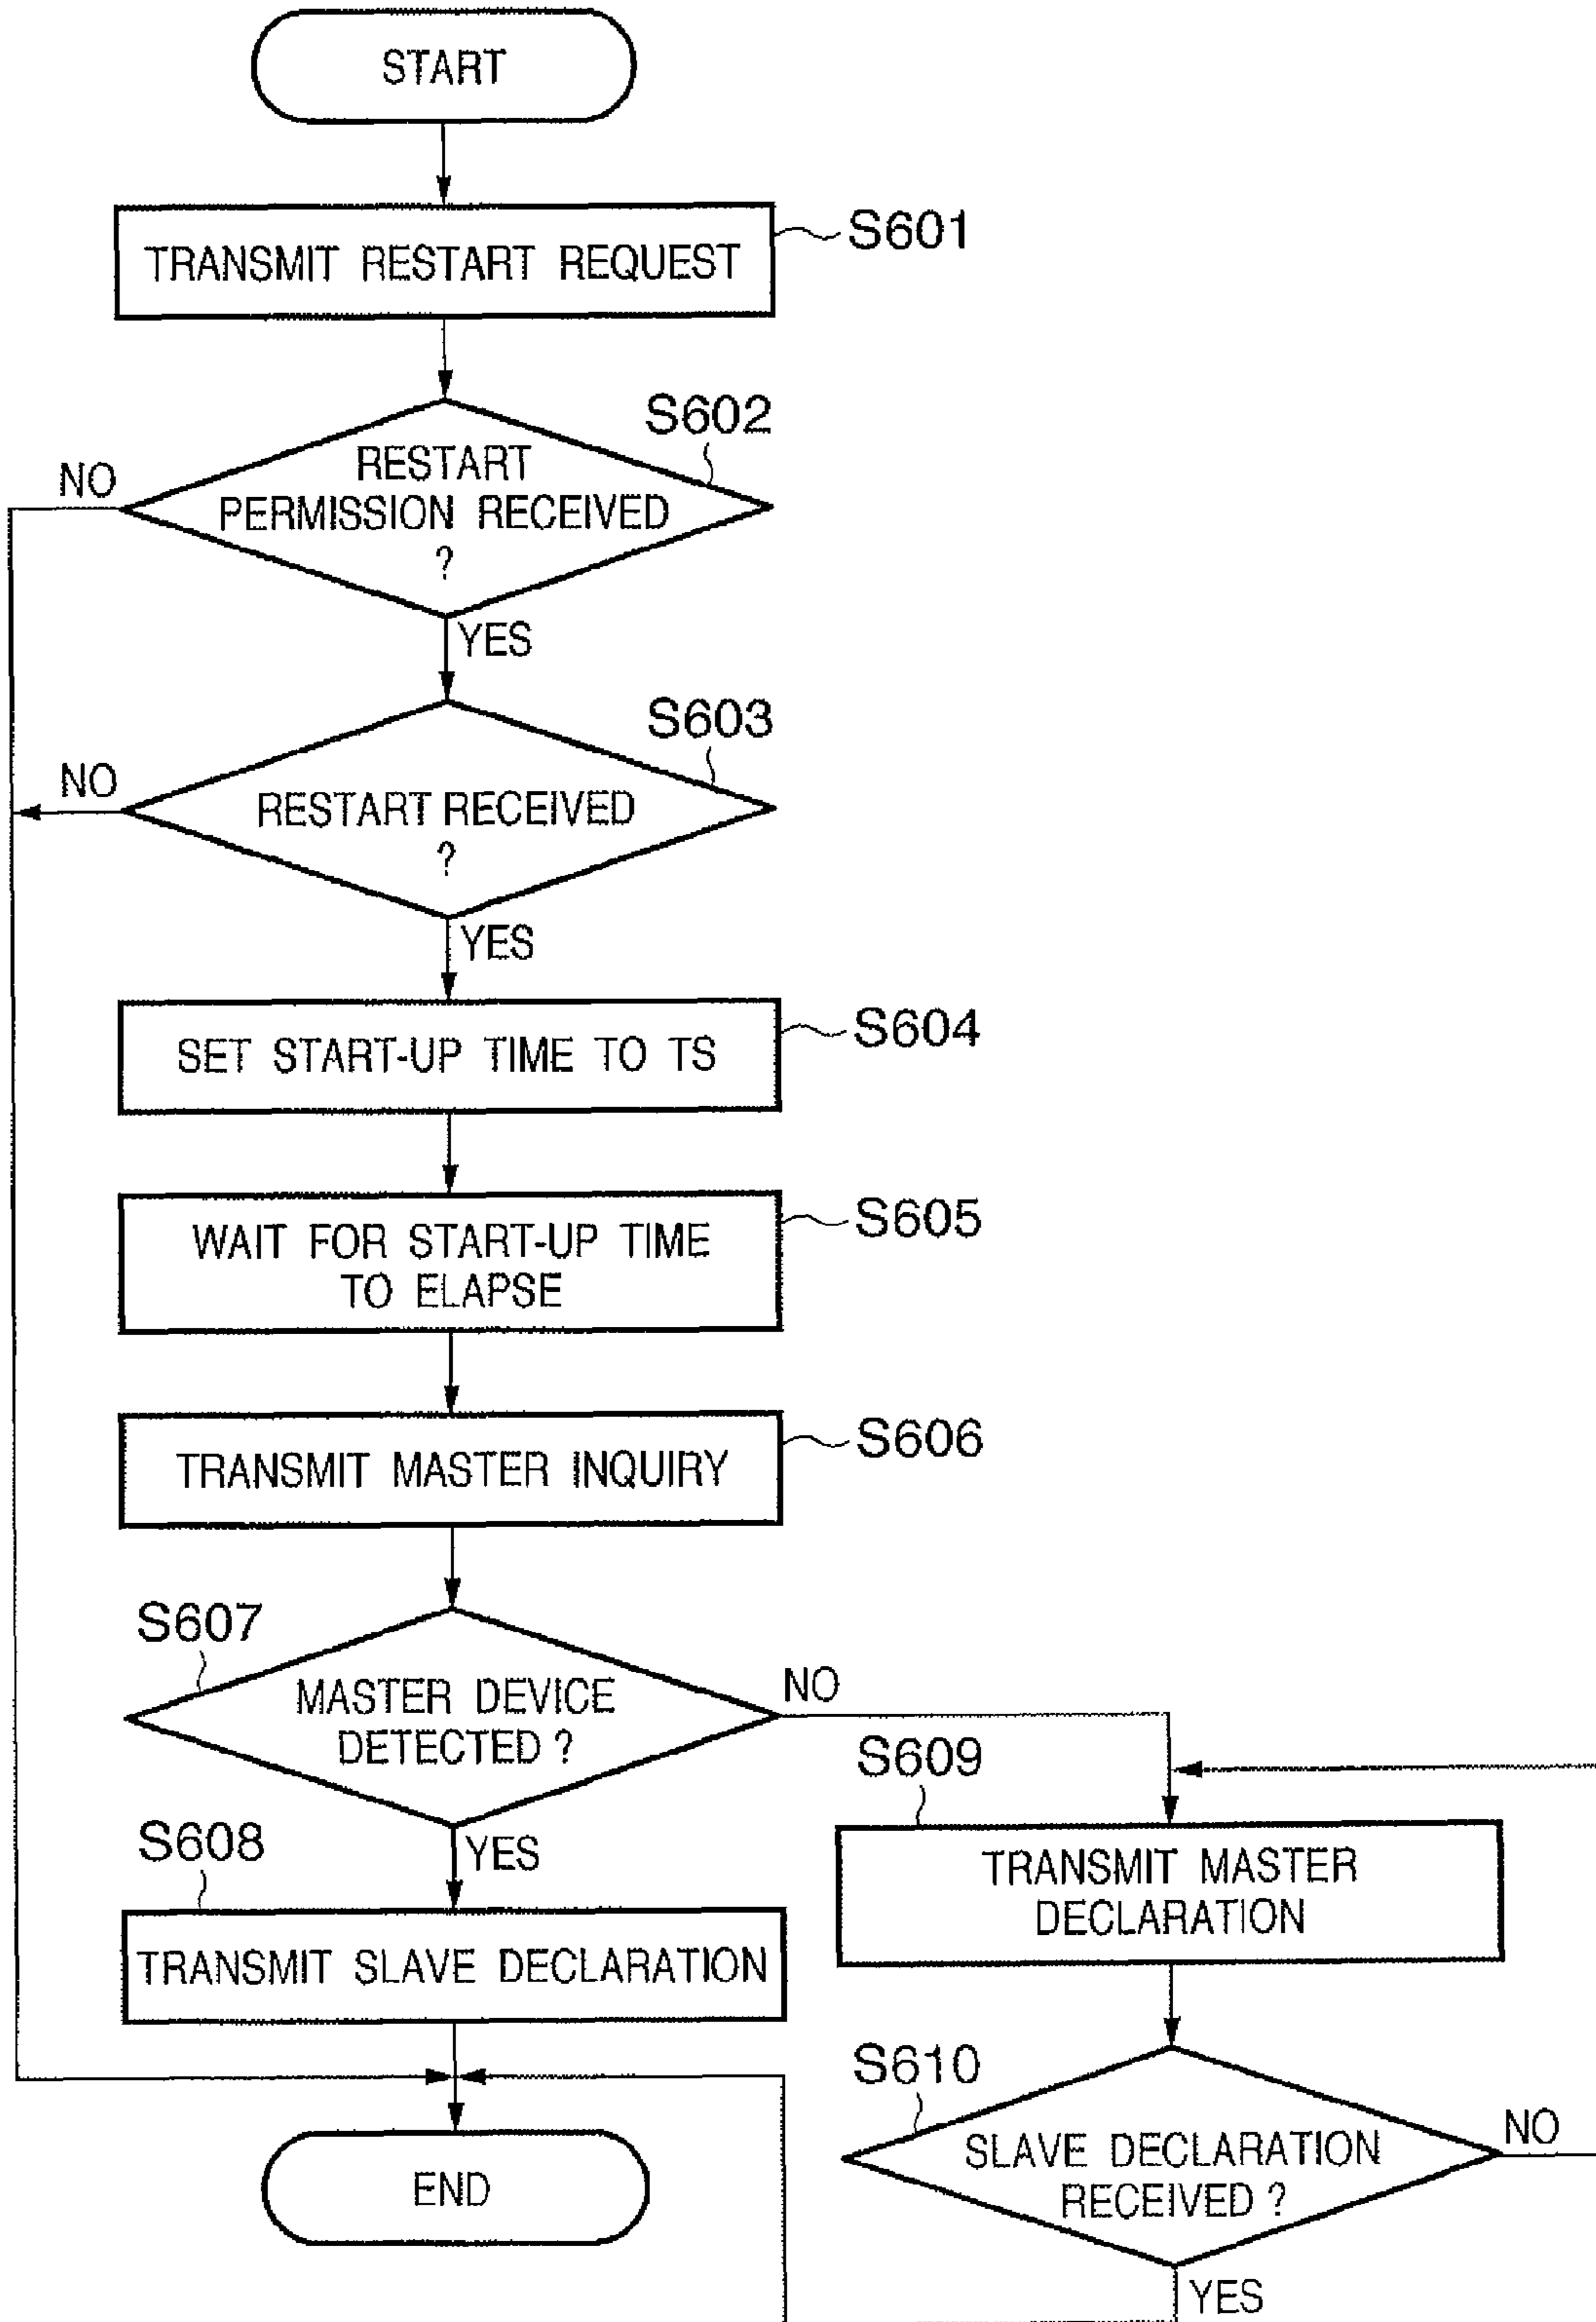 START
TRANSMIT RESTART REQUEST
S601
S602
RESTART
PERMISSION RECEIVED
?
NO
YES
S603
RESTART RECEIVED
?
NO
YES
SET START-UP TIME TO TS
S604
WAIT FOR START-UP TIME
TO ELAPSE
S605
TRANSMIT MASTER INQUIRY
S606
S607
MASTER DEVICE
DETECTED ?
NO
YES
S608
TRANSMIT SLAVE DECLARATION
S609
TRANSMIT MASTER
DECLARATION
S610
SLAVE DECLARATION
RECEIVED ?
NO
YES
END